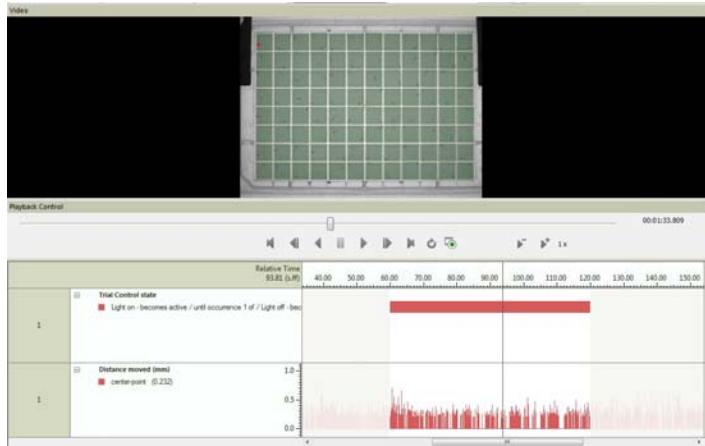 Video
Playback Control
00:01:33.809
1 x
Relative Time
93.81 (s.ff)
40.00 50.00 60.00 70.00 80.00 90.00 100.00 110.00 120.00 130.00 140.00 150.00
Trial Control state
Light on - becomes active / until occurrence 1 of / Light off - bec
1
Distance moved (mm)
center-point (0.232)
1
1.0
0.5
0.0